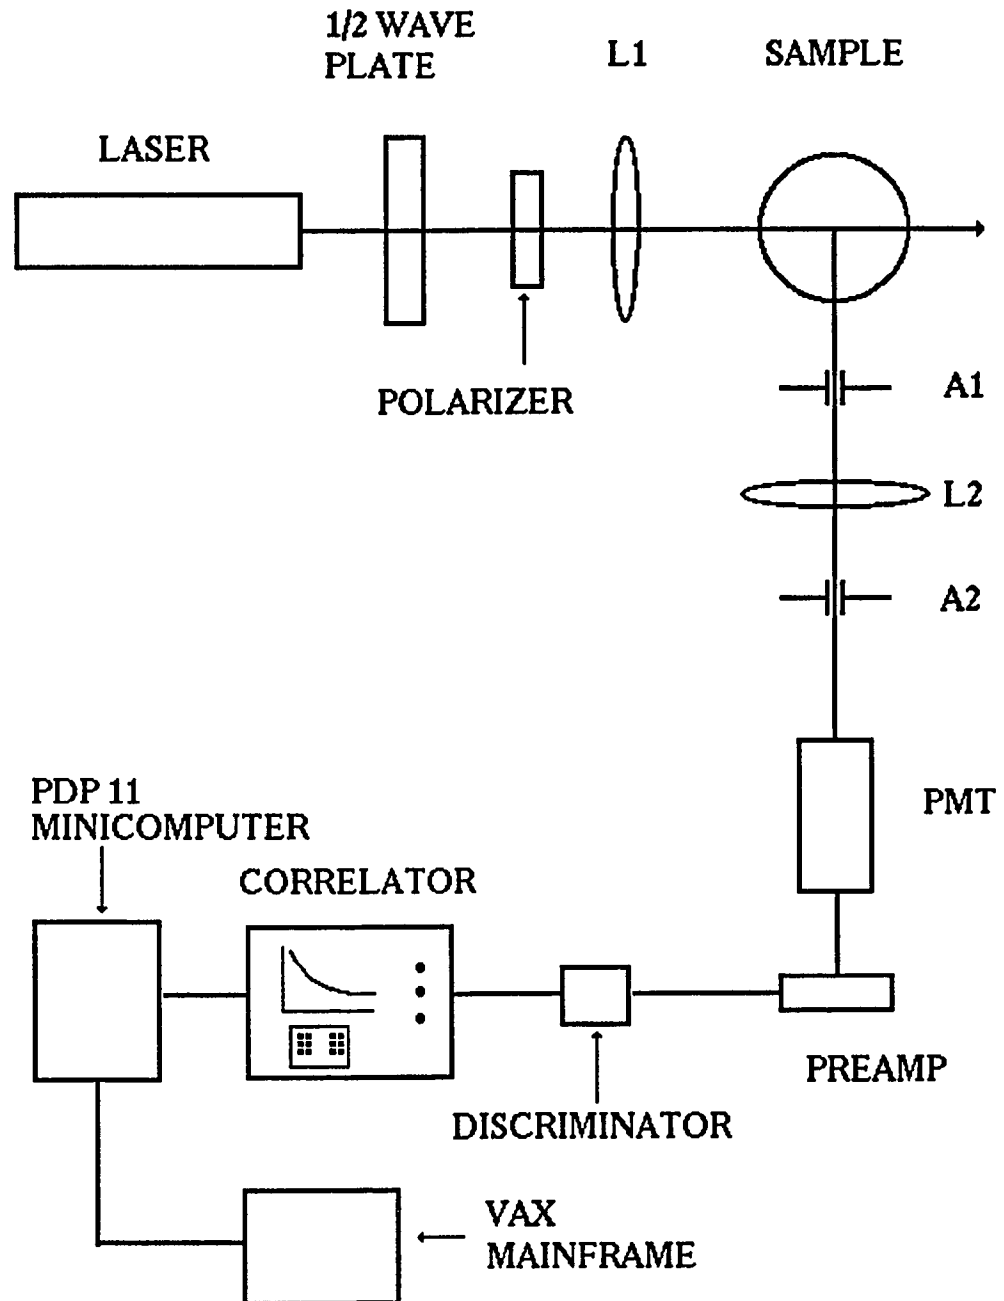 1/2 WAVE
PLATE
L1
SAMPLE
LASER
POLARIZER
A1
L2
A2
PMT
PDP 11
MINICOMPUTER
CORRELATOR
PREAMP
DISCRIMINATOR
VAX
MAINFRAME